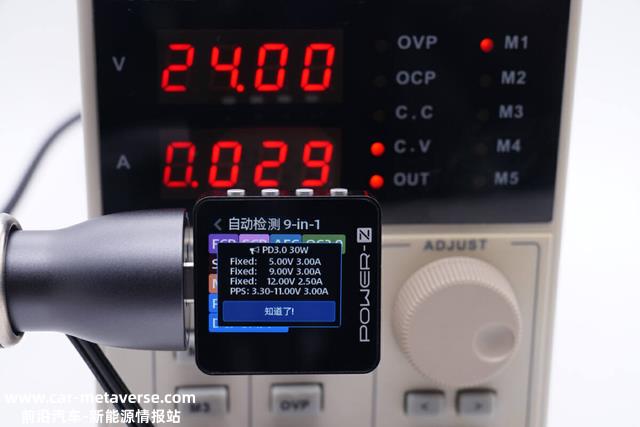 V
24.00
OVP
M1
OCP
M2
C.C
M3
A
0.029
C.V
M4
OUT
M5
自动检测 9-in-1
PD3.0 30W
Fixed: 5.00V 3.00A
Fixed: 9.00V 3.00A
Fixed: 12.00V 2.50A
PPS: 3.30-11.00V 3.00A
知道了!
POWER-Z
ADJUST
M3
OVP
<
>
www.car-metaverse.com
前沿汽车-新能源情报站